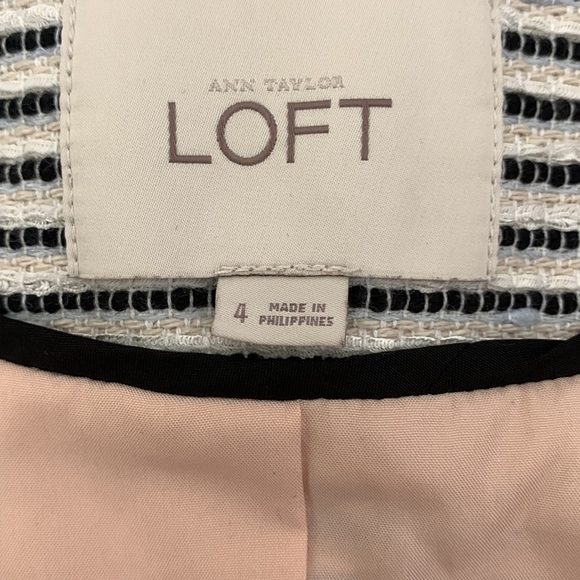 ANN TAYLOR
LOFT
4
MADE IN
PHILIPPINES